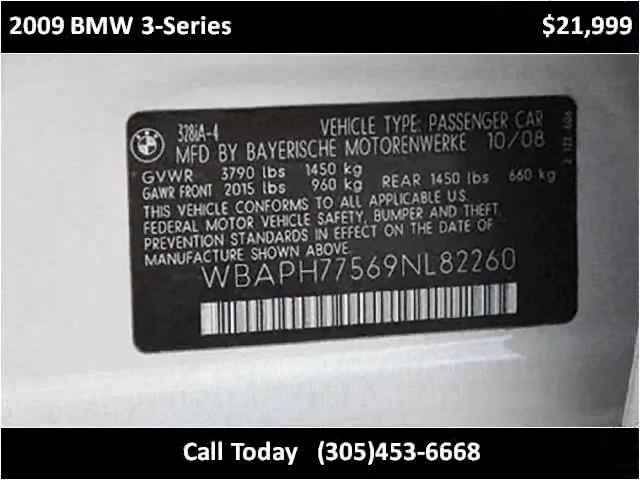 2009 BMW 3-Series $21,999
328iA-4 VEHICLE TYPE: PASSENGER CAR
MFD BY BAYERISCHE MOTORENWERKE 10/08
GVWR 3790 lbs 1450 kg
GAWR FRONT 2015 lbs 960 kg REAR 1450 lbs 660 kg
THIS VEHICLE CONFORMS TO ALL APPLICABLE U.S.
FEDERAL MOTOR VEHICLE SAFETY, BUMPER AND THEFT
PREVENTION STANDARDS IN EFFECT ON THE DATE OF
MANUFACTURE SHOWN ABOVE.
WBAPH77569NL82260
Call Today (305)453-6668